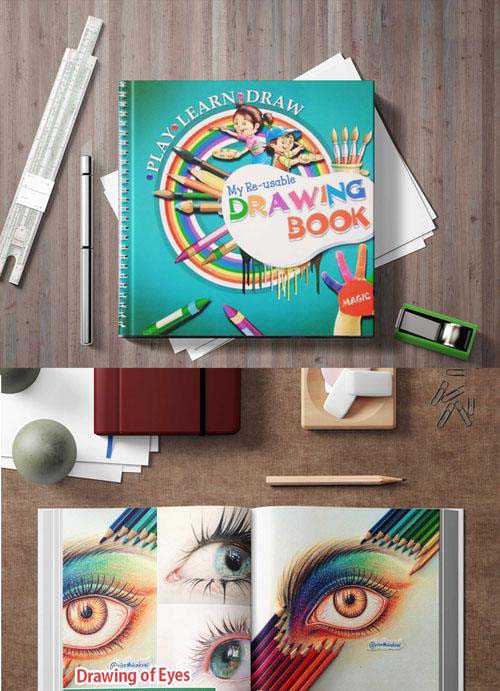 PLAY•LEARN•DRAW
My Re-usable
DRAWING
BOOK
MAGIC
Drawing of Eyes